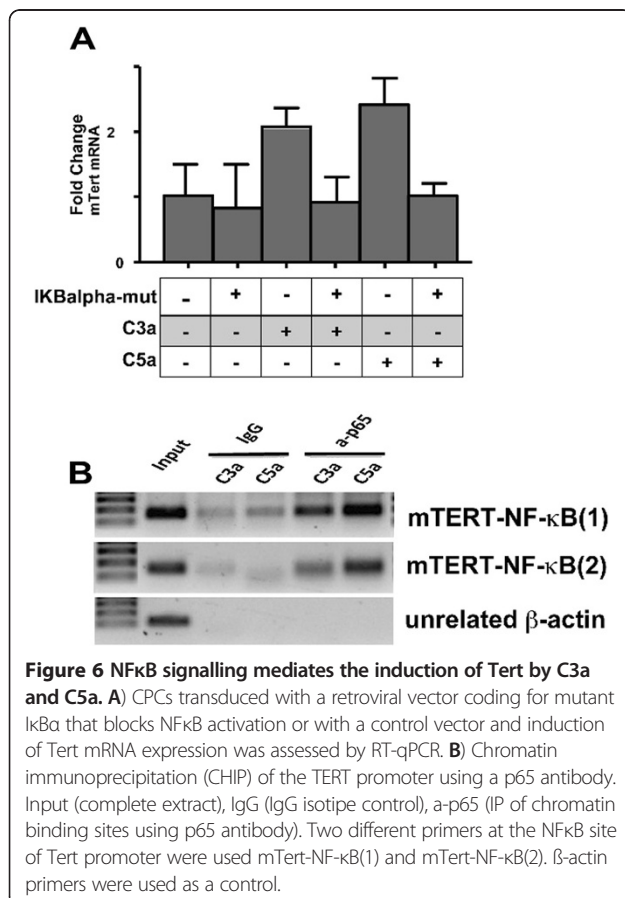 A
Fold Change
mTert mRNA
2
0
IKBalpha-mut - + - + - +
C3a - - + + - -
C5a - - - - + +
B
Input IgG a-p65
C3a C5a C3a C5a
mTERT-NF-κB(1)
mTERT-NF-κB(2)
unrelated β-actin
Figure 6 NFκB signalling mediates the induction of Tert by C3a
and C5a. A) CPCs transduced with a retroviral vector coding for mutant
IκBα that blocks NFκB activation or with a control vector and induction
of Tert mRNA expression was assessed by RT-qPCR. B) Chromatin
immunoprecipitation (CHIP) of the TERT promoter using a p65 antibody.
Input (complete extract), IgG (IgG isotipe control), a-p65 (IP of chromatin
binding sites using p65 antibody). Two different primers at the NFκB site
of Tert promoter were used mTert-NF-κB(1) and mTert-NF-κB(2). ß-actin
primers were used as a control.